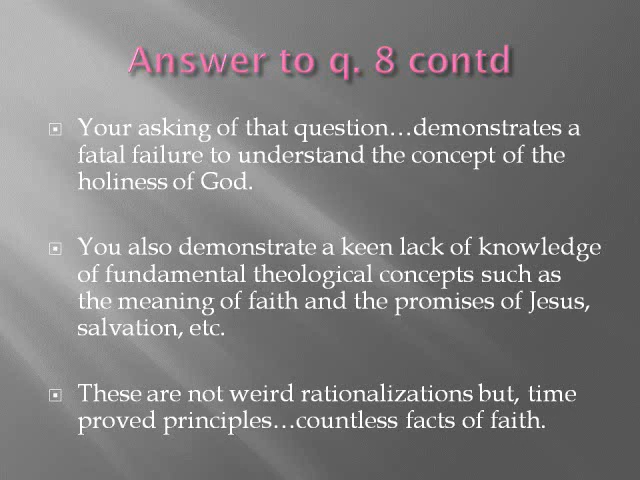 Answer to q. 8 contd
Your asking of that question…demonstrates a
fatal failure to understand the concept of the
holiness of God.
You also demonstrate a keen lack of knowledge
of fundamental theological concepts such as
the meaning of faith and the promises of Jesus,
salvation, etc.
These are not weird rationalizations but, time
proved principles…countless facts of faith.